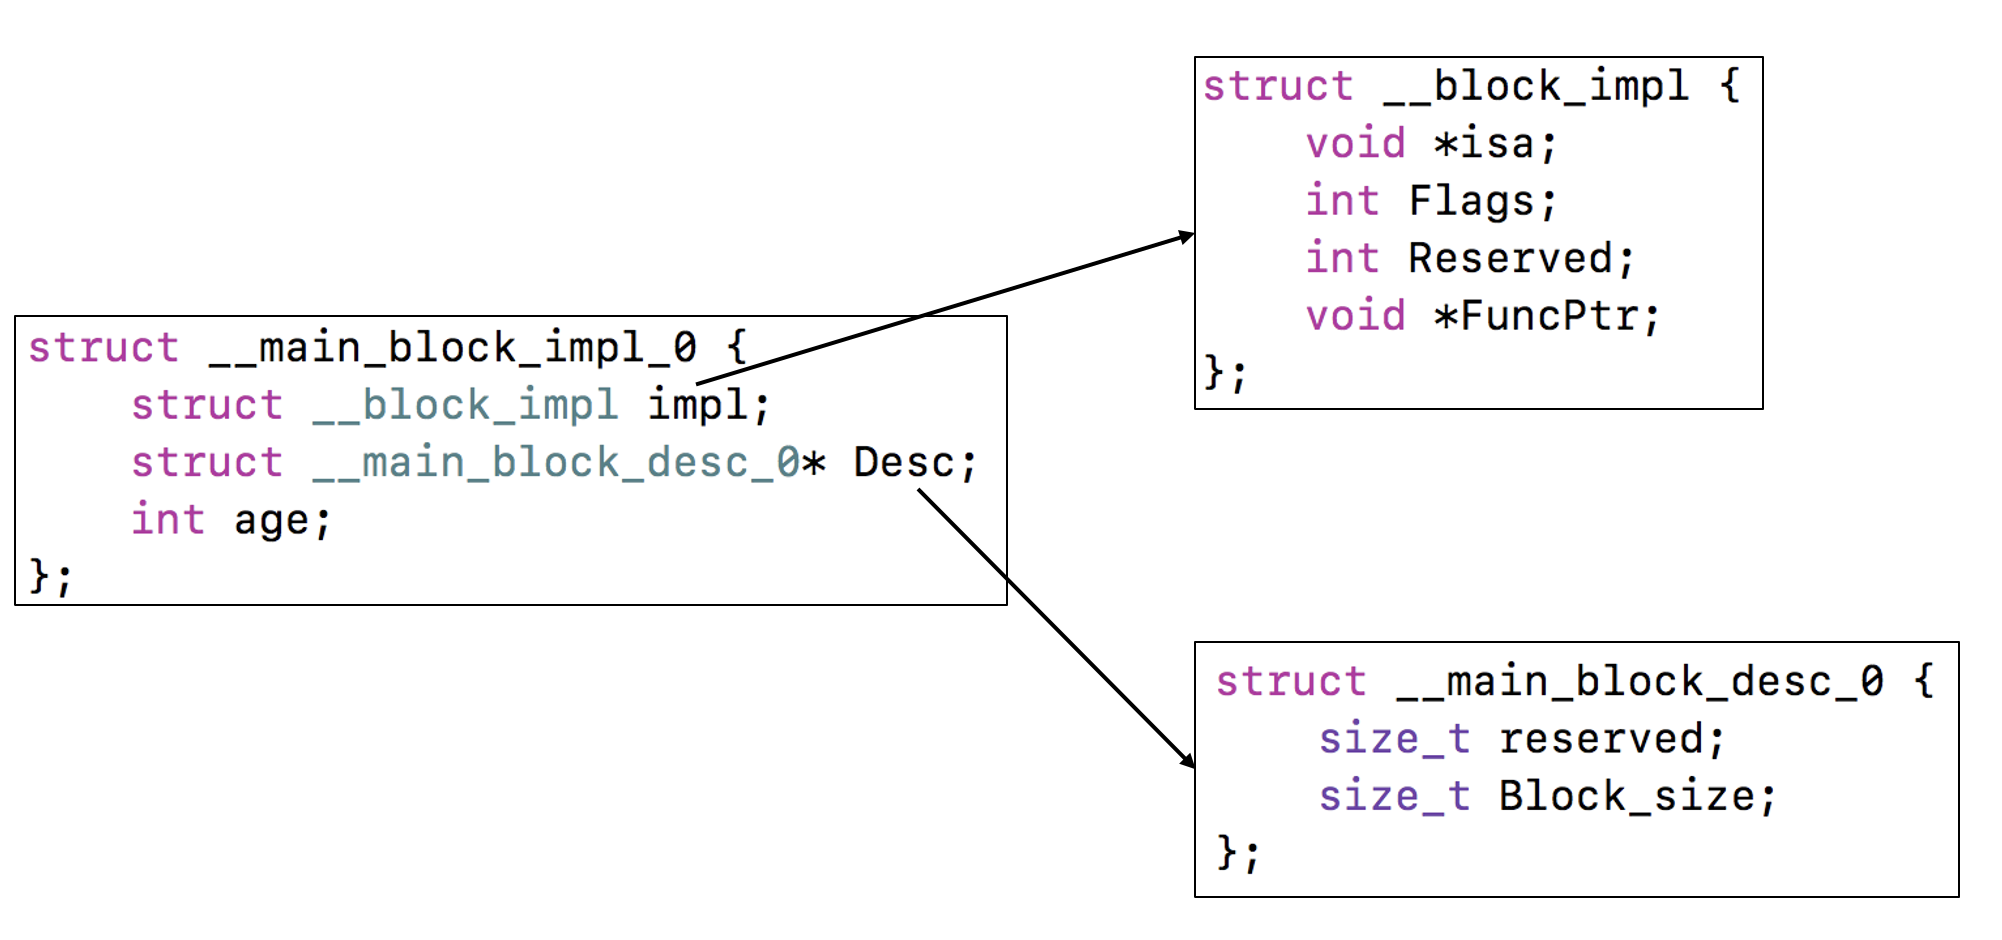 struct __main_block_impl_0 {
    struct __block_impl impl;
    struct __main_block_desc_0* Desc;
    int age;
};
struct __block_impl {
    void *isa;
    int Flags;
    int Reserved;
    void *FuncPtr;
};
struct __main_block_desc_0 {
    size_t reserved;
    size_t Block_size;
};